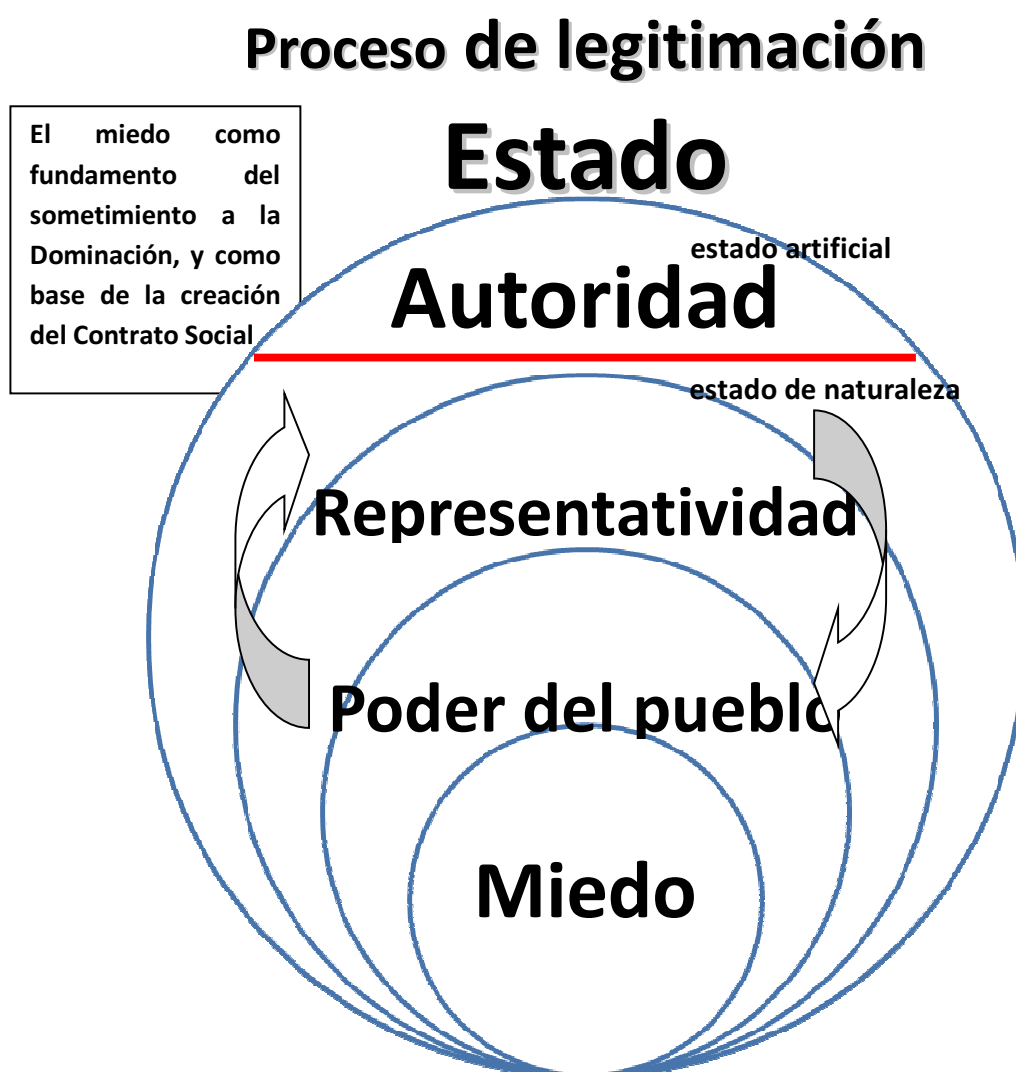 Proceso de legitimación
El miedo como
fundamento del
sometimiento a la
Dominación, y como
base de la creación
del Contrato Social
Estado
estado artificial
Autoridad
estado de naturaleza
Representatividad
Poder del pueblo
Miedo